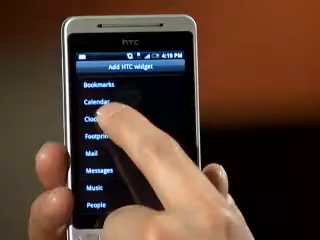 hTC
4:19 PM
Add HTC widget
Bookmarks
Calendar
Clock
Footprints
Mail
Messages
Music
People